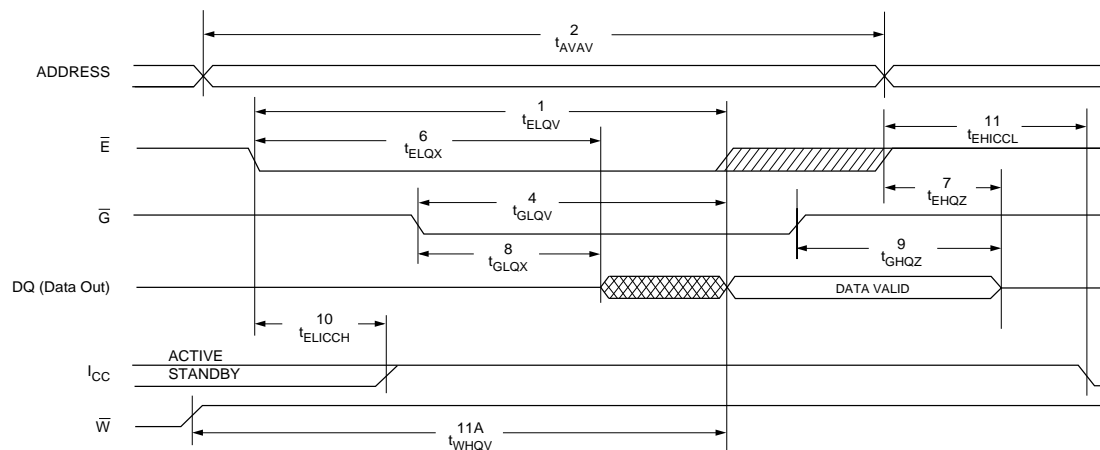 2
tAVAV
ADDRESS
1
tELQV
11
tEHICCL
6
tELQX
E̅
7
tEHQZ
4
tGLQV
G̅
9
tGHQZ
8
tGLQX
DQ (Data Out)
DATA VALID
10
tELICCH
ACTIVE
ICC
STANDBY
W̅
11A
tWHQV